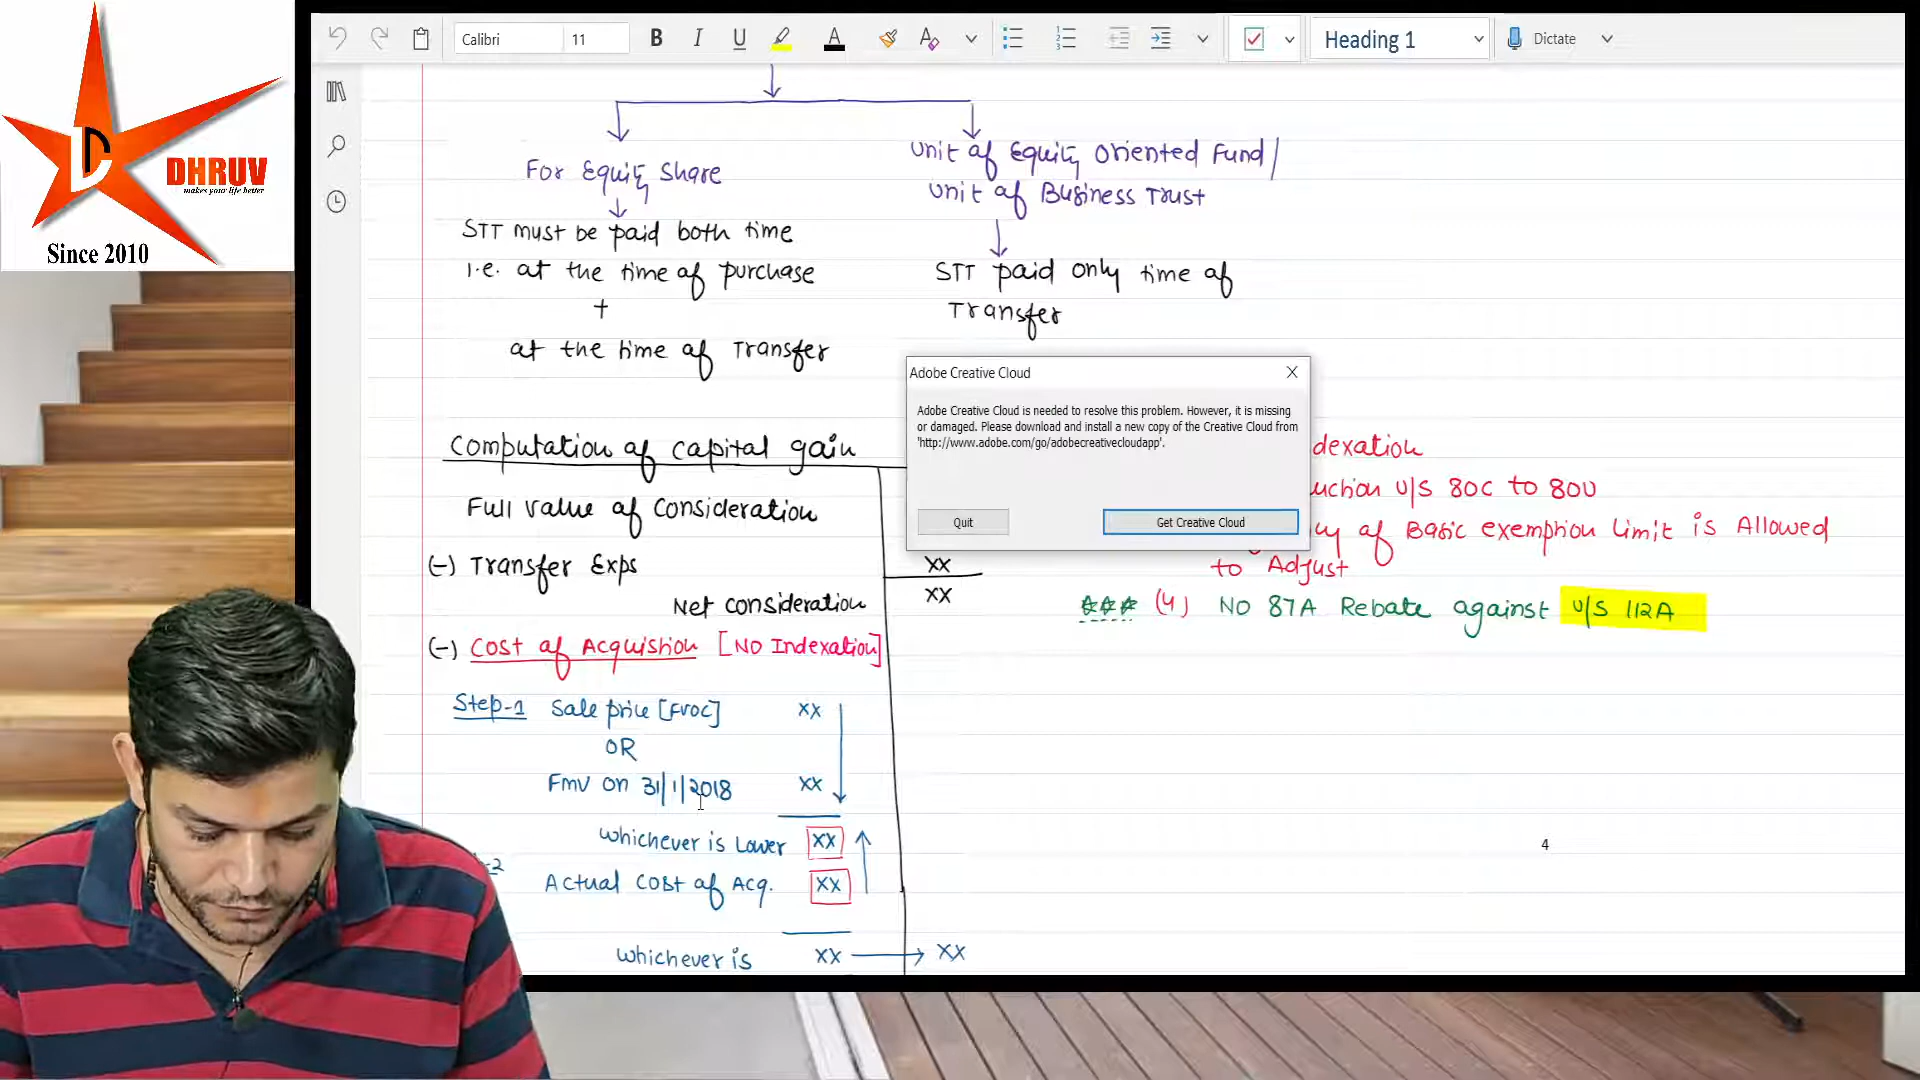 DC
DHRUV
makes your life better
Since 2010
Calibri
11
B I U A
Heading 1
Dictate
For Equity Share
STT must be paid both time
i.e. at the time of purchase
+
at the time of Transfer
Unit of Equity Oriented Fund/
Unit of Business Trust
STT paid only time of
Transfer
Adobe Creative Cloud
X
Adobe Creative Cloud is needed to resolve this problem. However, it is missing
or damaged. Please download and install a new copy of the Creative Cloud from
'http://www.adobe.com/go/adobecreativecloudapp'.
Quit
Get Creative Cloud
Computation of capital gain
Full value of Consideration
(-) Transfer Exps
XX
Net consideration
XX
(-) Cost of Acquistion [NO Indexation]
Step-1 Sale price [FVOC] XX
OR
FMV on 31/1/2018 XX
whichever is Lower XX
-2
Actual Cost of Acq. XX
whichever is XX → XX
dexation
uction U/S 80C to 80U
of Basic exemption Limit is Allowed
to Adjust
*** (4) NO 87A Rebate against U/S 112A
4